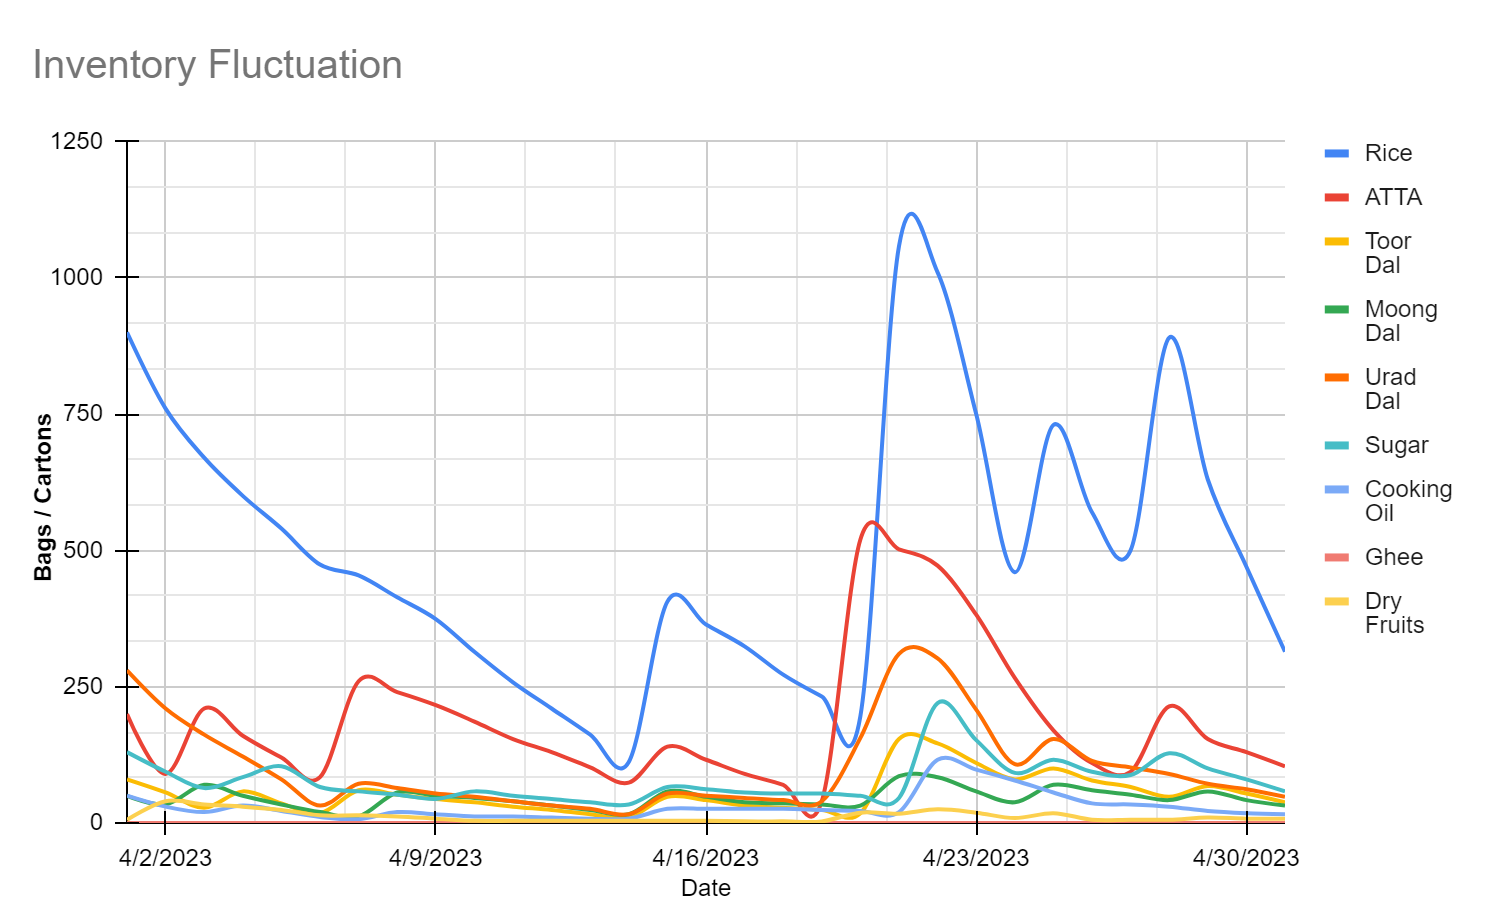 Inventory Fluctuation
1250
1000
750
500
250
0
Bags / Cartons
4/2/2023
4/9/2023
4/16/2023
4/23/2023
4/30/2023
Date
Rice
ATTA
Toor
Dal
Moong
Dal
Urad
Dal
Sugar
Cooking
Oil
Ghee
Dry
Fruits